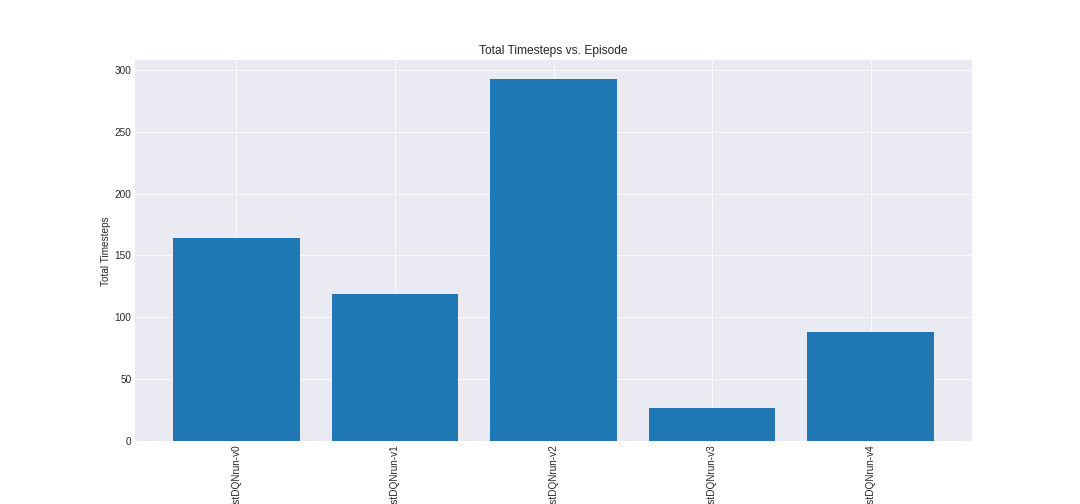 Total Timesteps vs. Episode
Total Timesteps
300
250
200
150
100
50
0
stDQNrun-v0
stDQNrun-v1
stDQNrun-v2
stDQNrun-v3
stDQNrun-v4